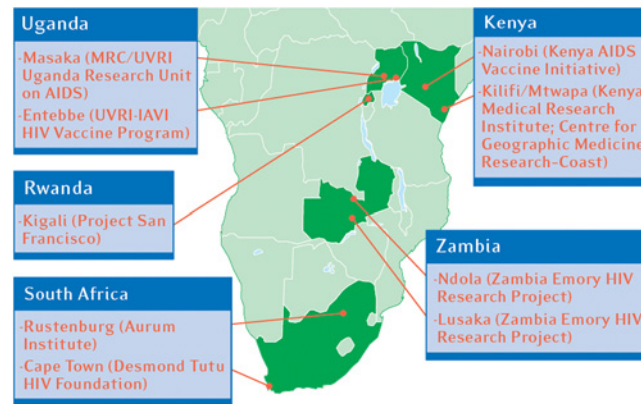 Uganda
-Masaka (MRC/UVRI
Uganda Research Unit
on AIDS)
-Entebbe (UVRI-IAVI
HIV Vaccine Program)
Kenya
-Nairobi (Kenya AIDS
Vaccine Initiative)
-Kilifi/Mtwapa (Kenya
Medical Research
Institute; Centre for
Geographic Medicine
Research-Coast)
Rwanda
-Kigali (Project San
Francisco)
Zambia
-Ndola (Zambia Emory HIV
Research Project)
-Lusaka (Zambia Emory HIV
Research Project)
South Africa
-Rustenburg (Aurum
Institute)
-Cape Town (Desmond Tutu
HIV Foundation)